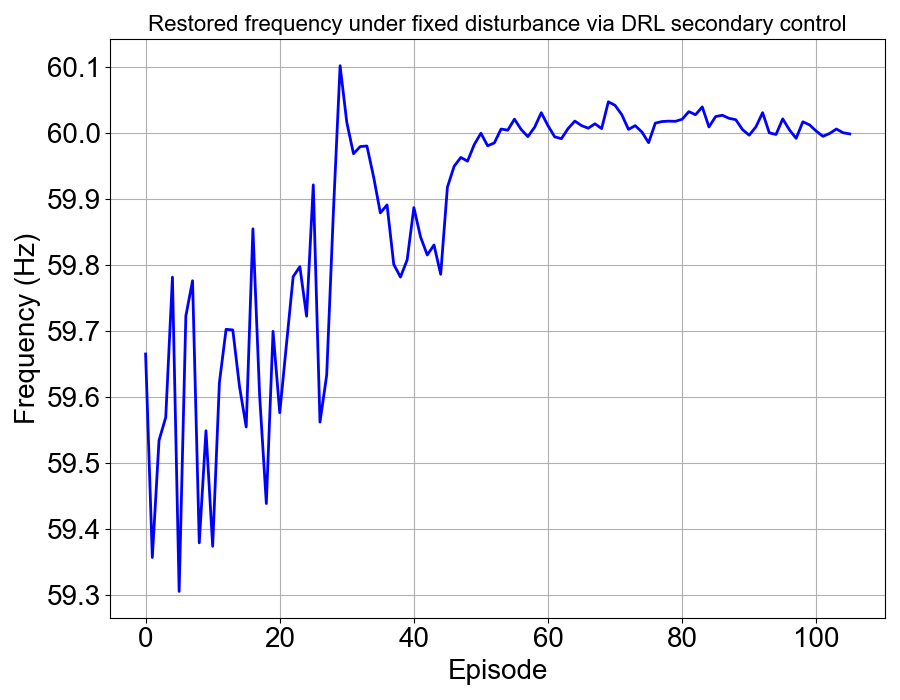 Restored frequency under fixed disturbance via DRL secondary control
60.1
60.0
59.9
59.8
59.7
59.6
59.5
59.4
59.3
Frequency (Hz)
0 20 40 60 80 100
Episode